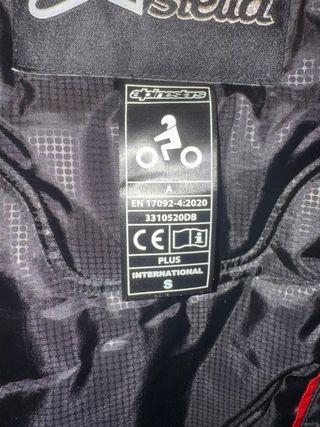 stella
alpinestars
A
EN 17092-4:2020
3310520DB
CE i
PLUS
INTERNATIONAL
S